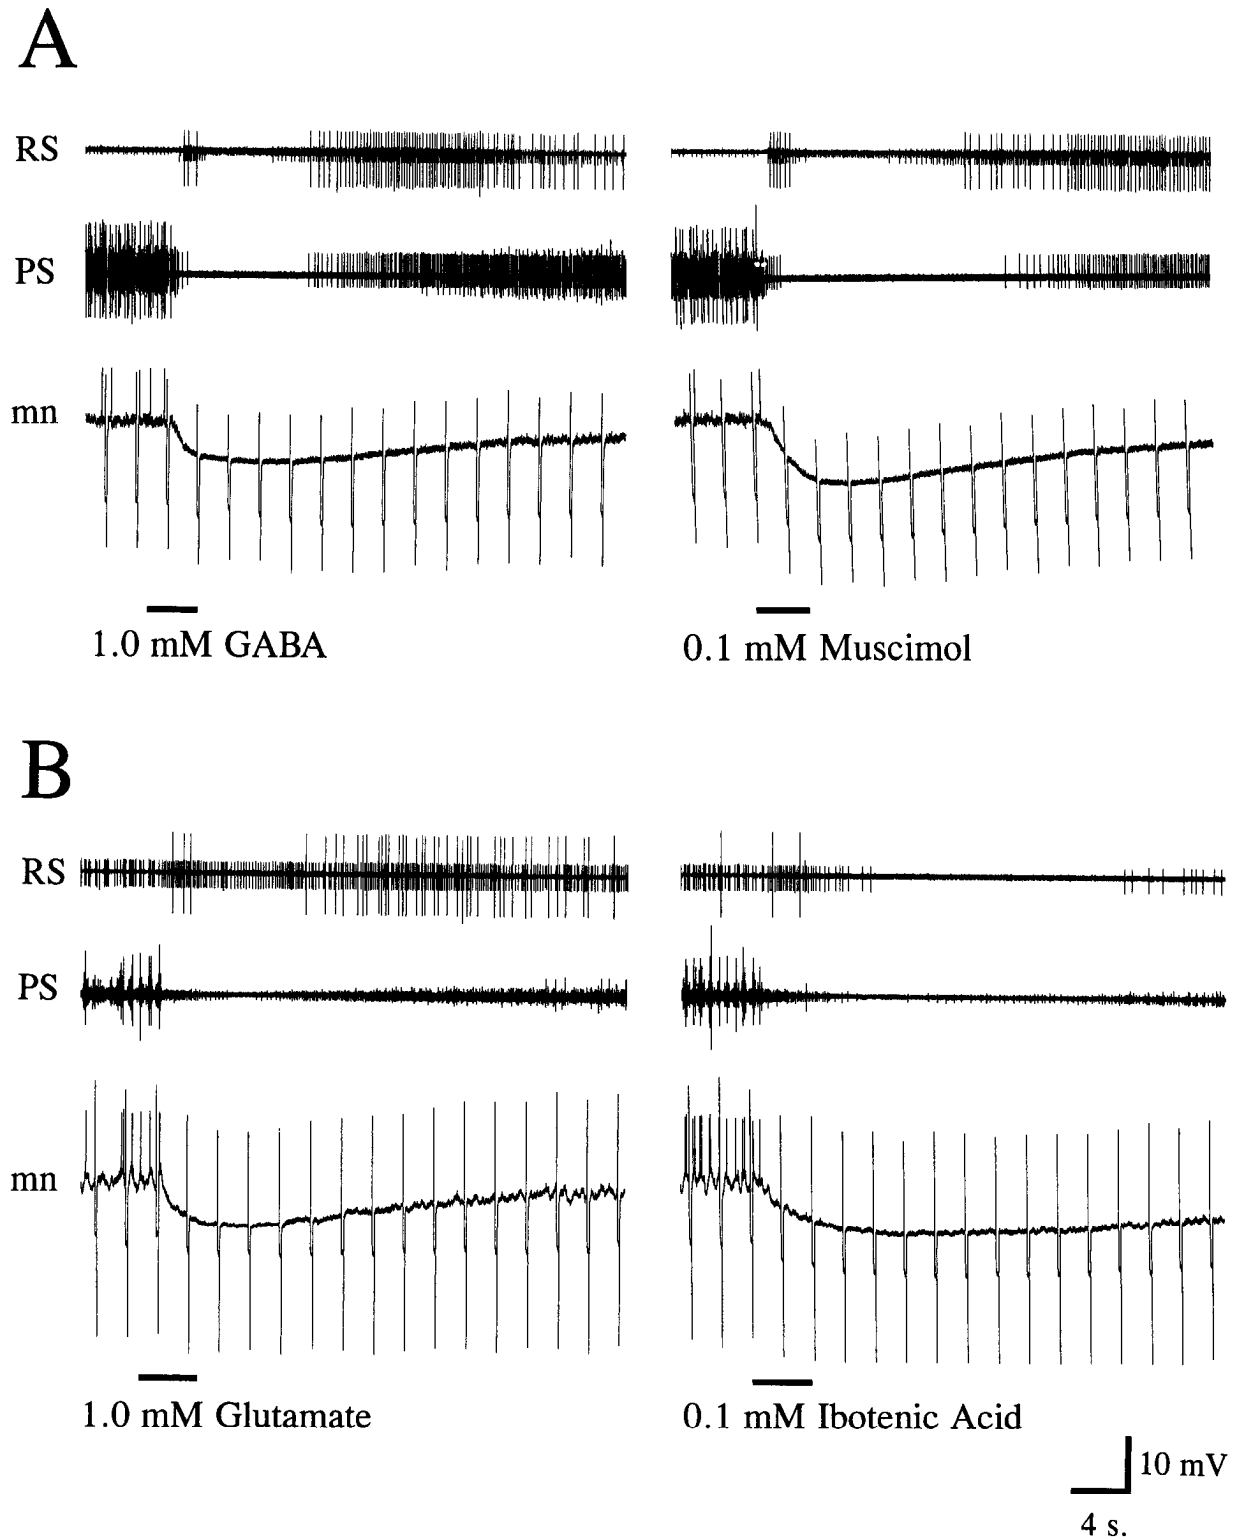 A
RS
PS
mn
1.0 mM GABA
0.1 mM Muscimol
B
RS
PS
mn
1.0 mM Glutamate
0.1 mM Ibotenic Acid
10 mV
4 s.